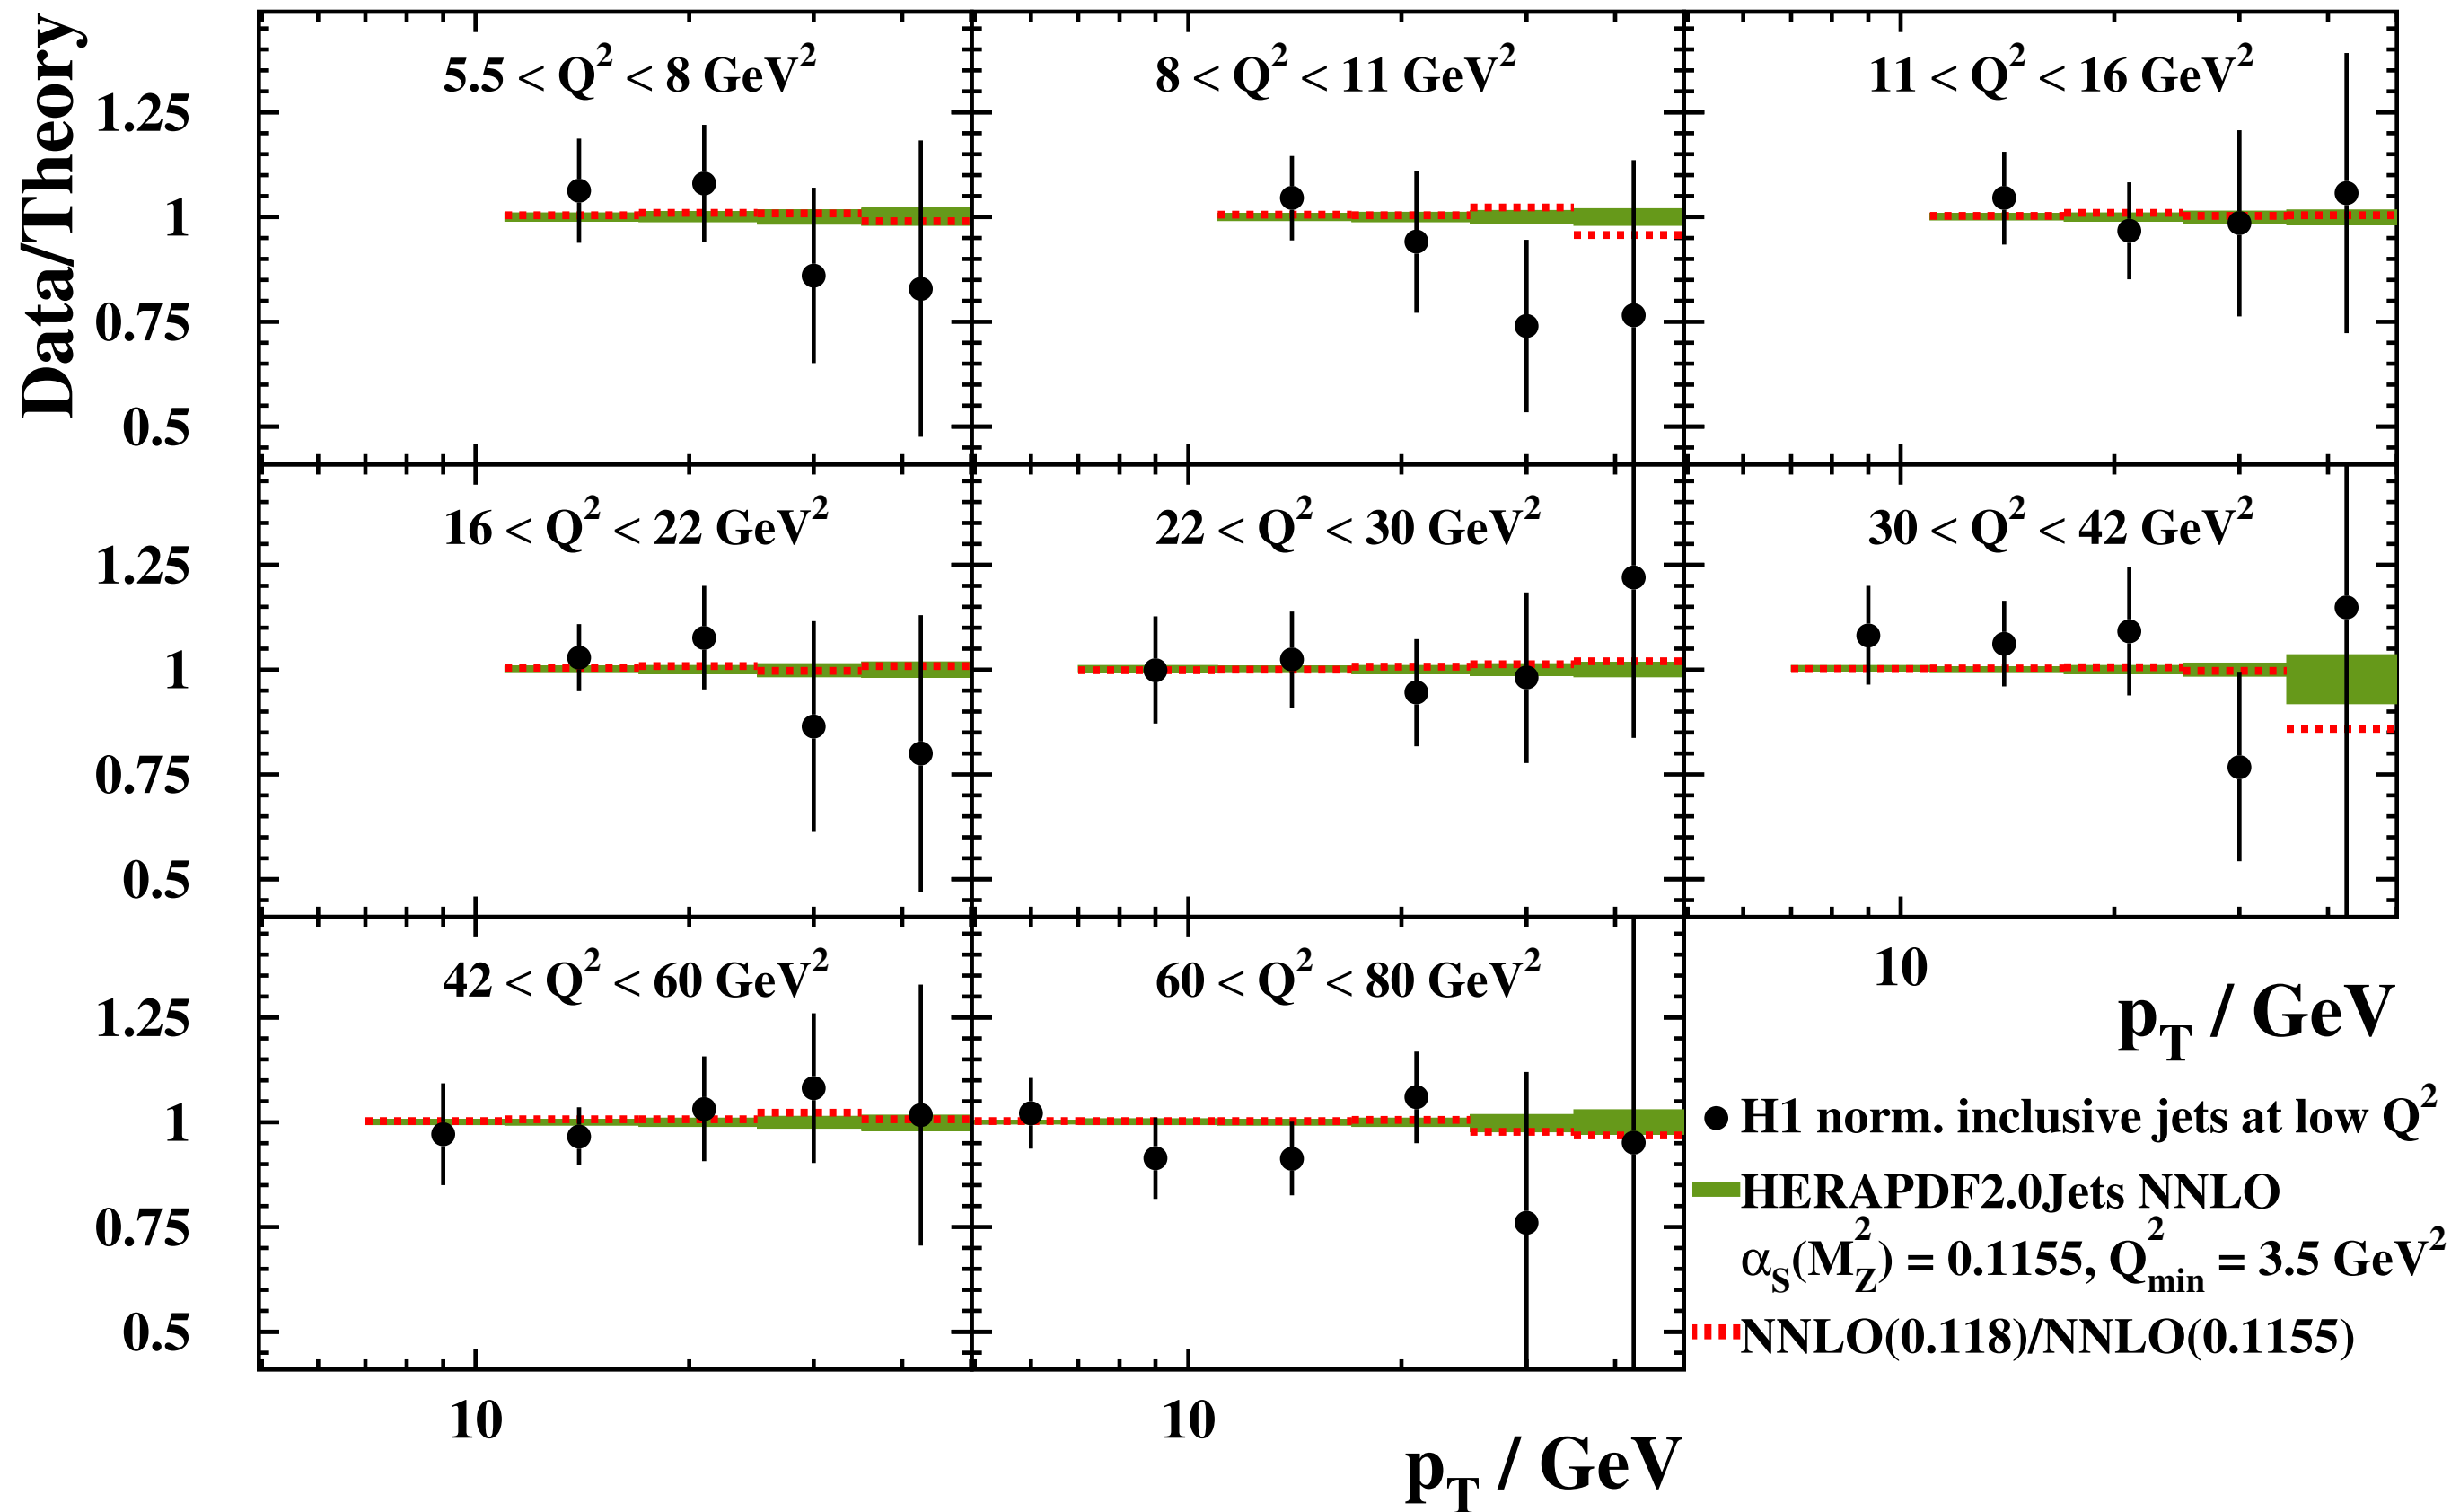 Data/Theory
5.5 < Q² < 8 GeV²
8 < Q² < 11 GeV²
11 < Q² < 16 GeV²
1.25
1
0.75
0.5
16 < Q² < 22 GeV²
22 < Q² < 30 GeV²
30 < Q² < 42 GeV²
1.25
1
0.75
0.5
10
p_T / GeV
42 < Q² < 60 GeV²
60 < Q² < 80 GeV²
1.25
1
0.75
0.5
10
10
p_T / GeV
H1 norm. inclusive jets at low Q²
HERAPDF2.0Jets NNLO
α_S(M_Z²) = 0.1155, Q²_min = 3.5 GeV²
NNLO(0.118)/NNLO(0.1155)